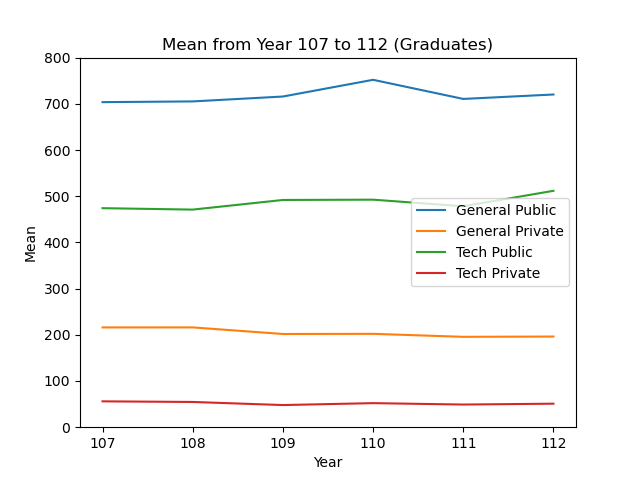 Mean from Year 107 to 112 (Graduates)
800
700
600
500
400
300
200
100
0
Mean
General Public
General Private
Tech Public
Tech Private
107 108 109 110 111 112
Year